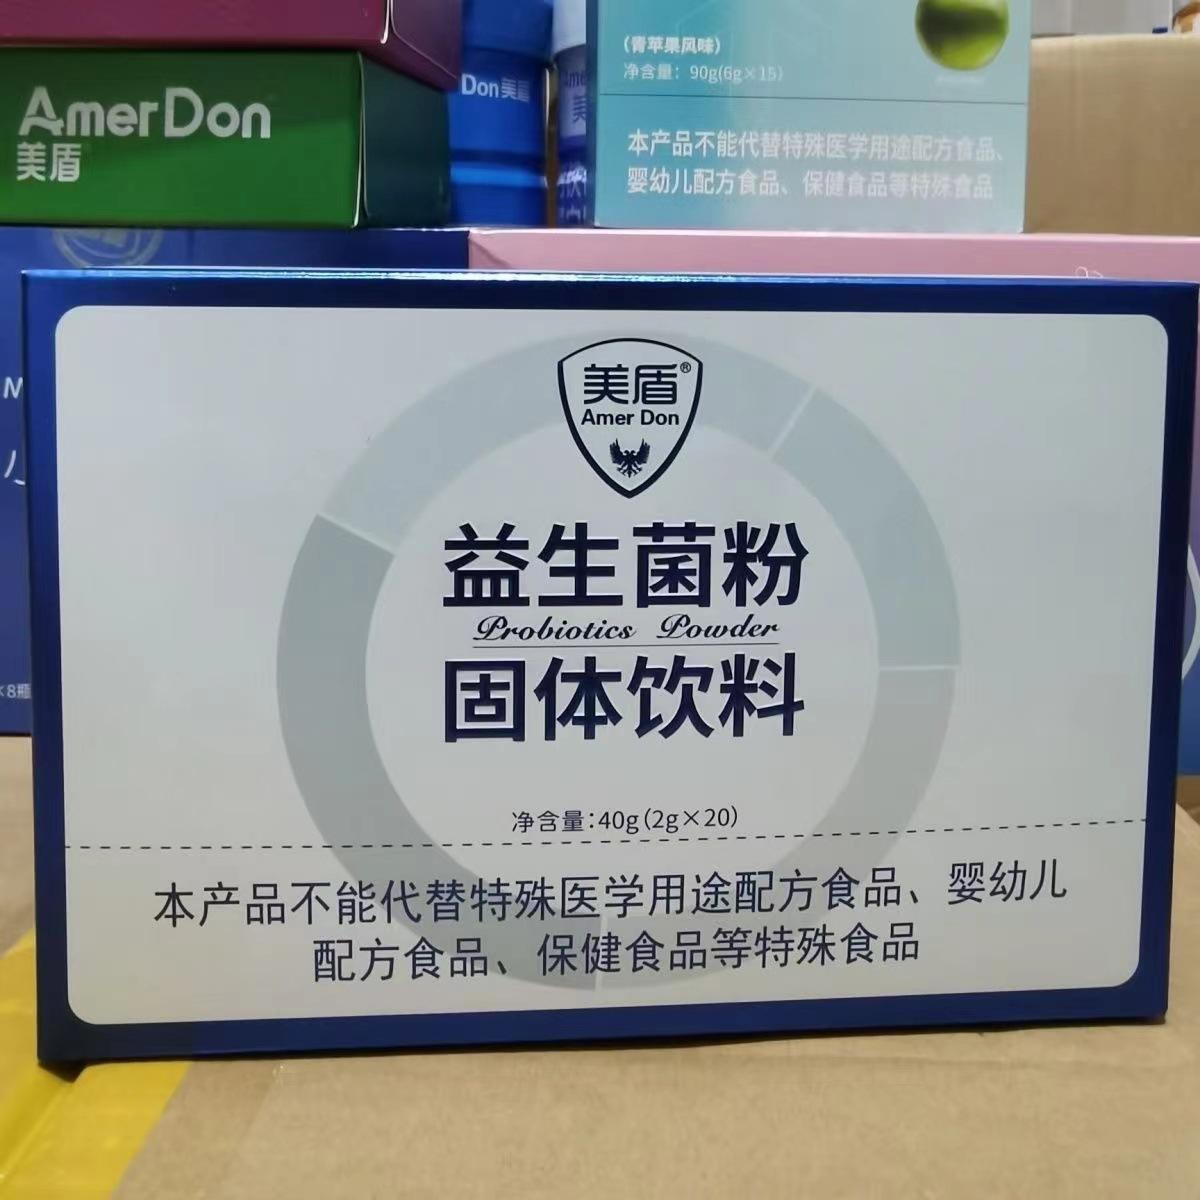 AmerDon
美盾
Don美盾
（青苹果风味）
净含量：90g(6g×15)
本产品不能代替特殊医学用途配方食品、
婴幼儿配方食品、保健食品等特殊食品
美盾®
Amer Don
益生菌粉
Probiotics Powder
固体饮料
净含量:40g(2g×20)
本产品不能代替特殊医学用途配方食品、婴幼儿
配方食品、保健食品等特殊食品
×8瓶